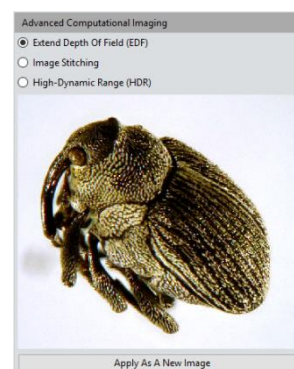 Advanced Computational Imaging
Extend Depth Of Field (EDF)
Image Stitching
High-Dynamic Range (HDR)
Apply As A New Image